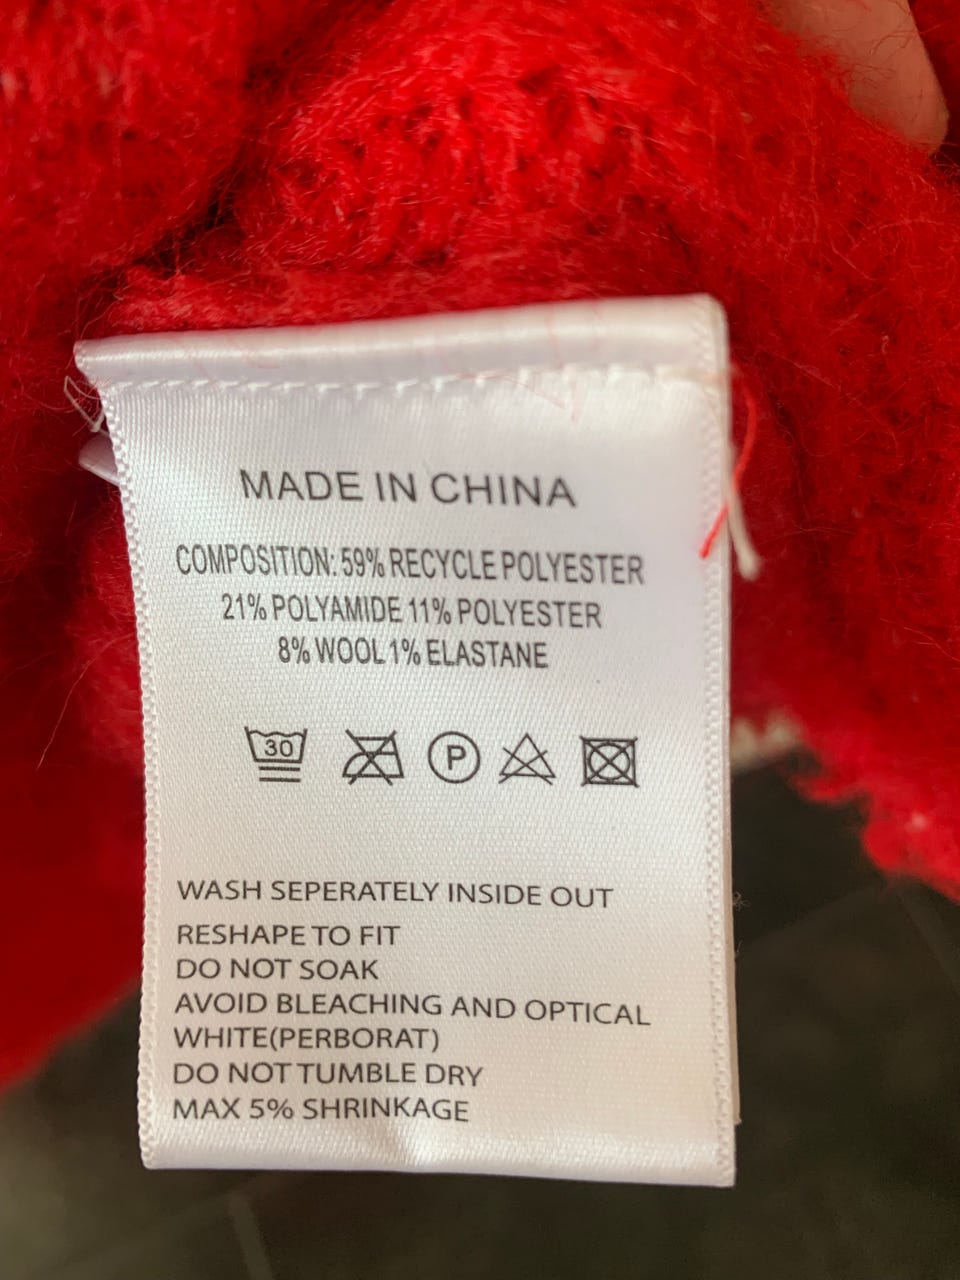 MADE IN CHINA
COMPOSITION: 59% RECYCLE POLYESTER
21% POLYAMIDE 11% POLYESTER
8% WOOL 1% ELASTANE
30 P
WASH SEPERATELY INSIDE OUT
RESHAPE TO FIT
DO NOT SOAK
AVOID BLEACHING AND OPTICAL
WHITE(PERBORAT)
DO NOT TUMBLE DRY
MAX 5% SHRINKAGE